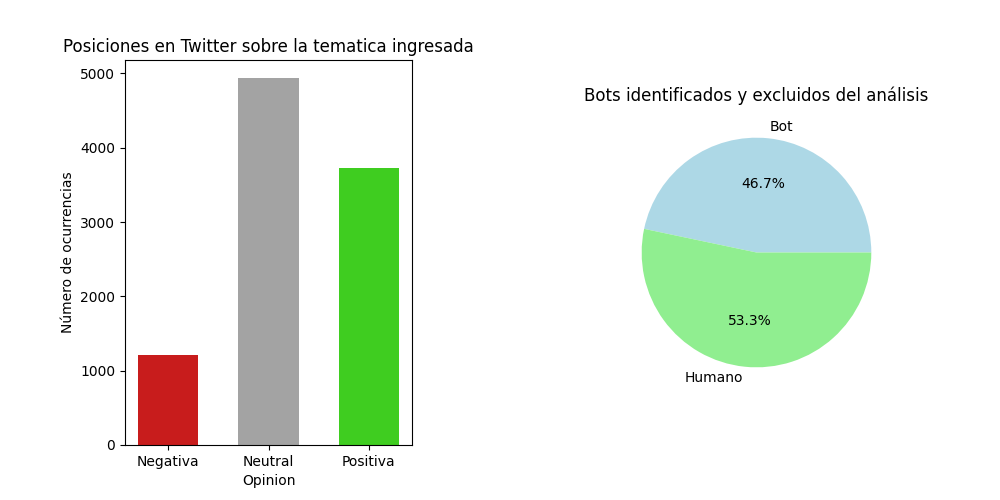 Posiciones en Twitter sobre la tematica ingresada
Número de ocurrencias
5000
4000
3000
2000
1000
0
Negativa
Neutral
Positiva
Opinion
Bots identificados y excluidos del análisis
Bot
46.7%
53.3%
Humano